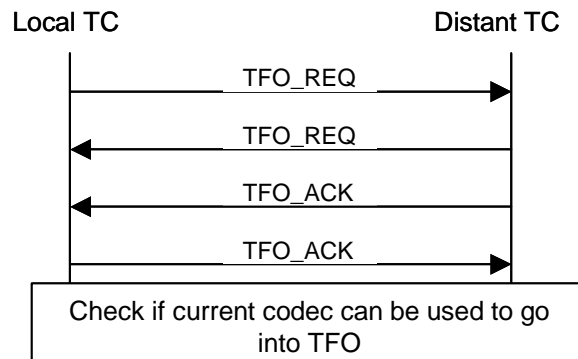 Local TC
Distant TC
TFO_REQ
TFO_REQ
TFO_ACK
TFO_ACK
Check if current codec can be used to go
into TFO